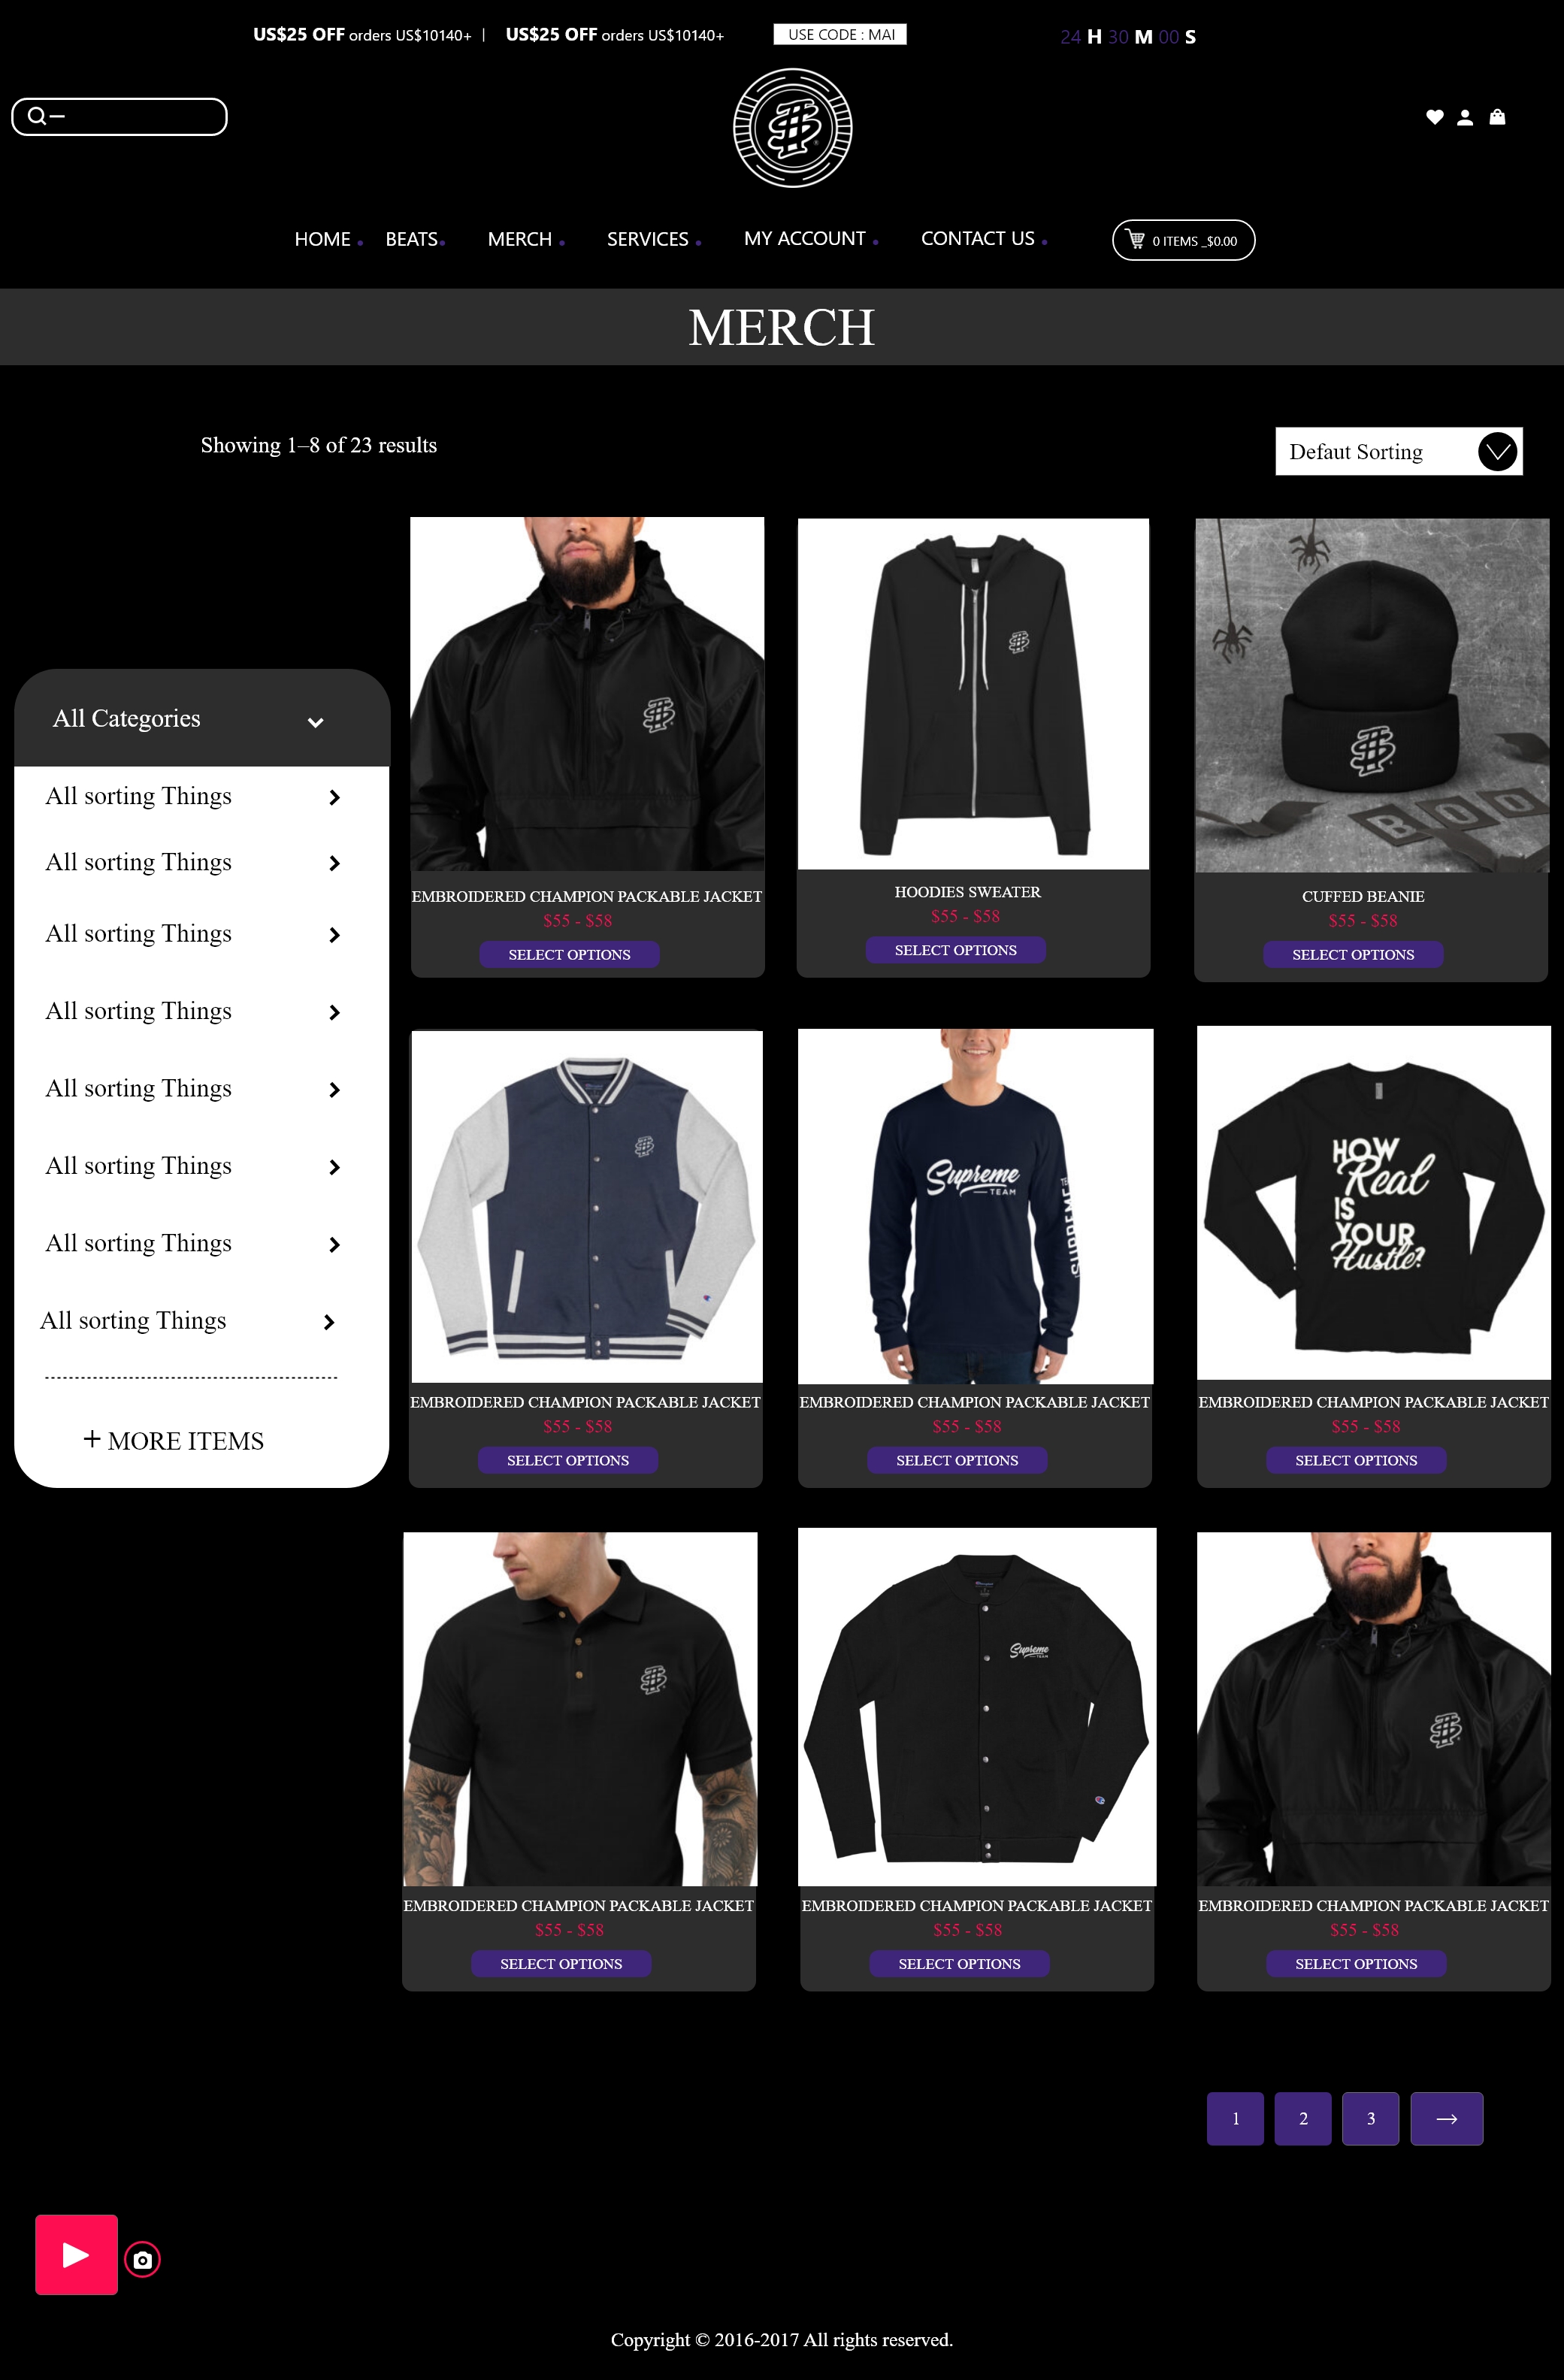 US$25 OFF orders US$10140+ | US$25 OFF orders US$10140+ USE CODE : MAI 24 H 30 M 00 S
HOME BEATS MERCH SERVICES MY ACCOUNT CONTACT US 0 ITEMS _$0.00
MERCH
Showing 1–8 of 23 results
Defaut Sorting
All Categories
All sorting Things
All sorting Things
All sorting Things
All sorting Things
All sorting Things
All sorting Things
All sorting Things
All sorting Things
+ MORE ITEMS
BOO
EMBROIDERED CHAMPION PACKABLE JACKET
$55 - $58
SELECT OPTIONS
HOODIES SWEATER
$55 - $58
SELECT OPTIONS
CUFFED BEANIE
$55 - $58
SELECT OPTIONS
EMBROIDERED CHAMPION PACKABLE JACKET
$55 - $58
SELECT OPTIONS
Supreme
TEAM
SUPREME
TE
EMBROIDERED CHAMPION PACKABLE JACKET
$55 - $58
SELECT OPTIONS
HOW
Real
IS
YOUR
Hustle?
EMBROIDERED CHAMPION PACKABLE JACKET
$55 - $58
SELECT OPTIONS
EMBROIDERED CHAMPION PACKABLE JACKET
$55 - $58
SELECT OPTIONS
Supreme
TEAM
EMBROIDERED CHAMPION PACKABLE JACKET
$55 - $58
SELECT OPTIONS
EMBROIDERED CHAMPION PACKABLE JACKET
$55 - $58
SELECT OPTIONS
1 2 3
Copyright © 2016-2017 All rights reserved.